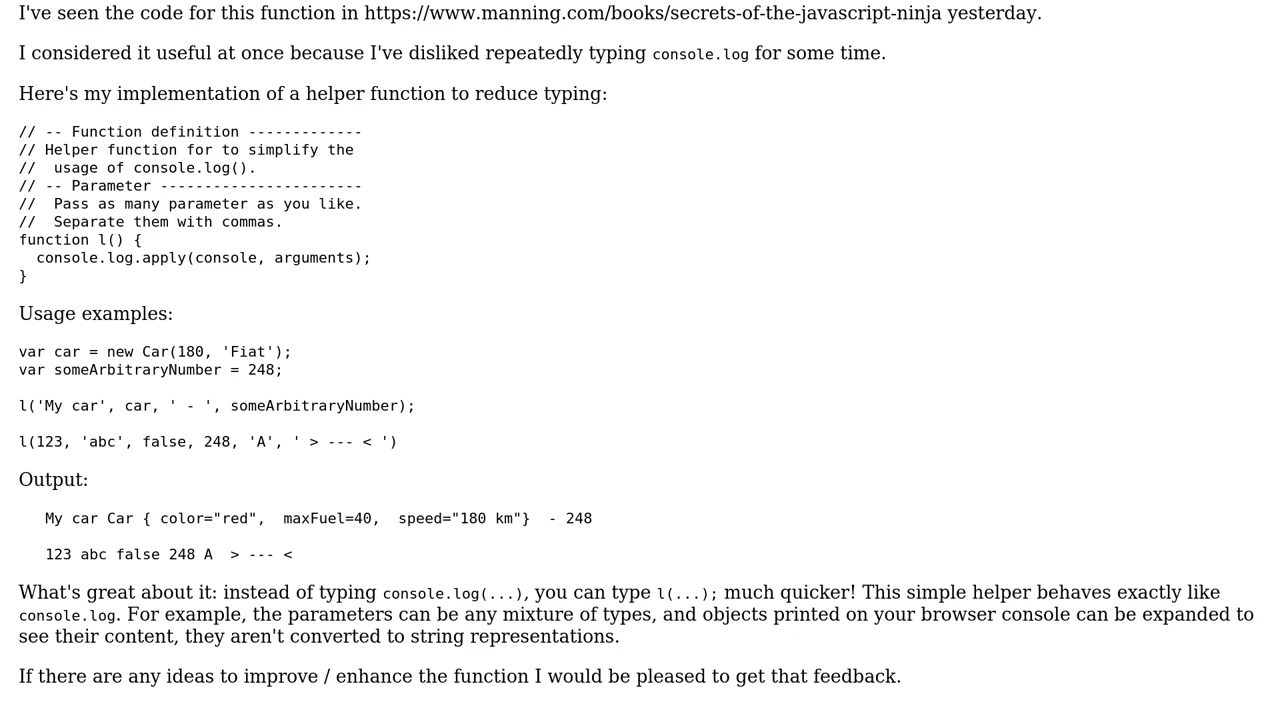 I've seen the code for this function in https://www.manning.com/books/secrets-of-the-javascript-ninja yesterday.
I considered it useful at once because I've disliked repeatedly typing console.log for some time.
Here's my implementation of a helper function to reduce typing:
// -- Function definition -------------
// Helper function for to simplify the
//  usage of console.log().
// -- Parameter -----------------------
//  Pass as many parameter as you like.
//  Separate them with commas.
function l() {
  console.log.apply(console, arguments);
}
Usage examples:
var car = new Car(180, 'Fiat');
var someArbitraryNumber = 248;
l('My car', car, ' - ', someArbitraryNumber);
l(123, 'abc', false, 248, 'A', ' > --- < ')
Output:
   My car Car { color="red",  maxFuel=40,  speed="180 km"}  - 248
   123 abc false 248 A  > --- <
What's great about it: instead of typing console.log(...), you can type l(...); much quicker! This simple helper behaves exactly like
console.log. For example, the parameters can be any mixture of types, and objects printed on your browser console can be expanded to
see their content, they aren't converted to string representations.
If there are any ideas to improve / enhance the function I would be pleased to get that feedback.